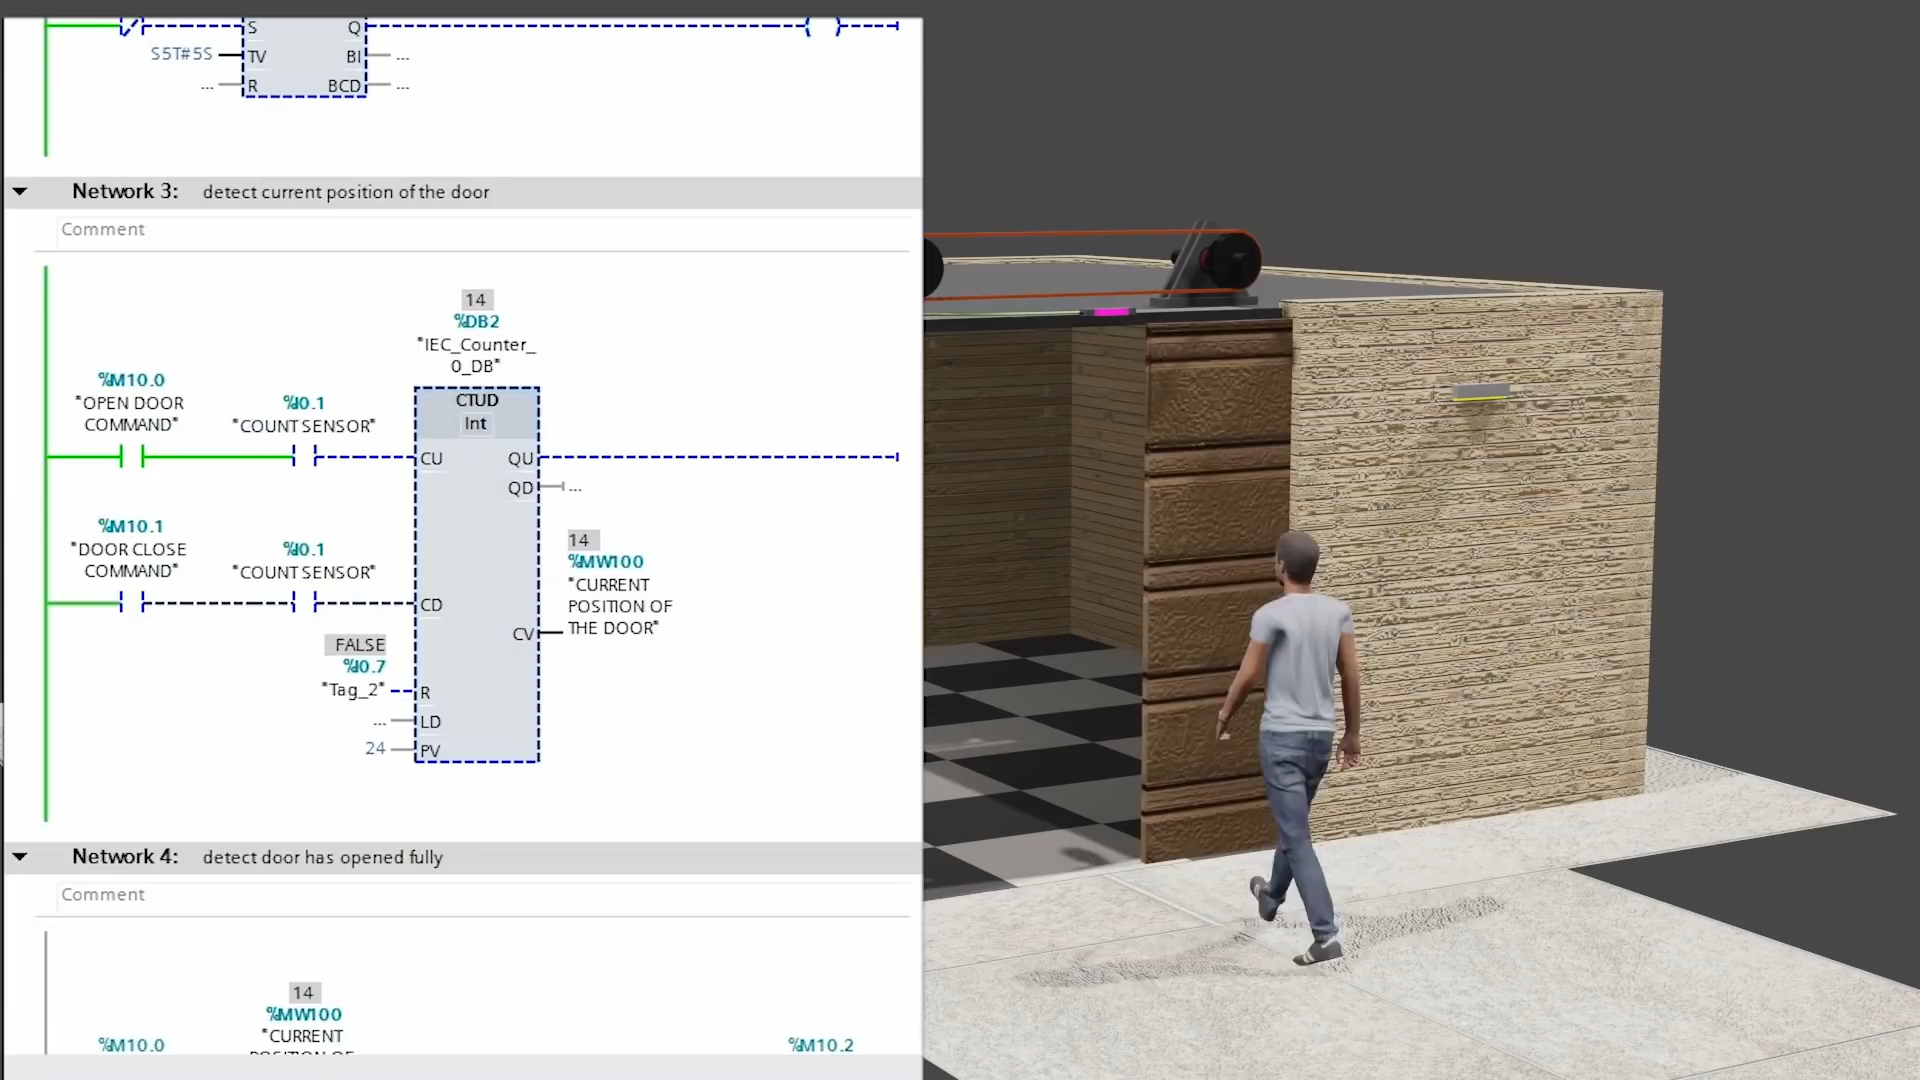 S Q
S5T#5S TV BI ...
... R BCD ...
Network 3: detect current position of the door
Comment
14
%DB2
"IEC_Counter_
0_DB"
%M10.0
"OPEN DOOR
COMMAND"
%I0.1
"COUNT SENSOR"
CTUD
Int
CU QU
QD ...
%M10.1
"DOOR CLOSE
COMMAND"
%I0.1
"COUNT SENSOR"
CD
14
%MW100
"CURRENT
POSITION OF
THE DOOR"
CV
FALSE
%I0.7
"Tag_2" R
... LD
24 PV
Network 4: detect door has opened fully
Comment
14
%MW100
"CURRENT
POSITION OF
%M10.0
%M10.2